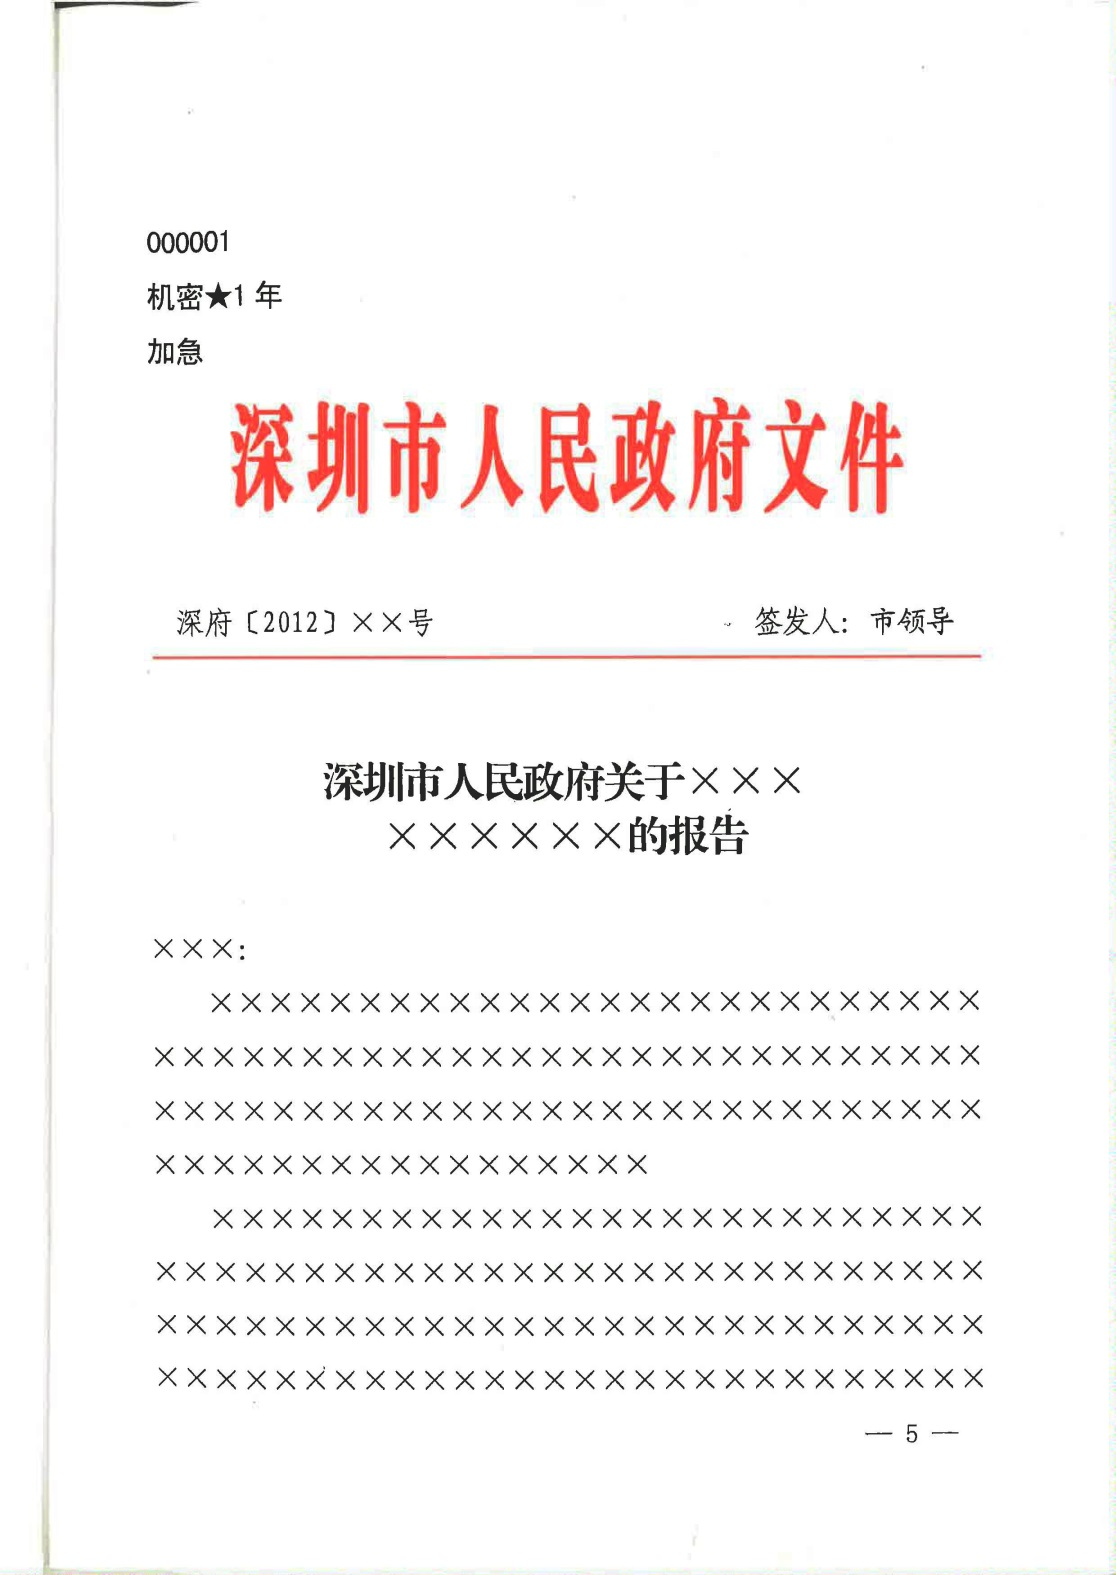 000001
机密★1年
加急
深圳市人民政府文件
深府〔2012〕××号 签发人：市领导
深圳市人民政府关于×××
××××××的报告
×××：
××××××××××××××××××××××××××
××××××××××××××××××××××××××××
××××××××××××××××××××××××××××
×××××××××××××××××
××××××××××××××××××××××××××
××××××××××××××××××××××××××××
××××××××××××××××××××××××××××
××××××××××××××××××××××××××××
— 5 —